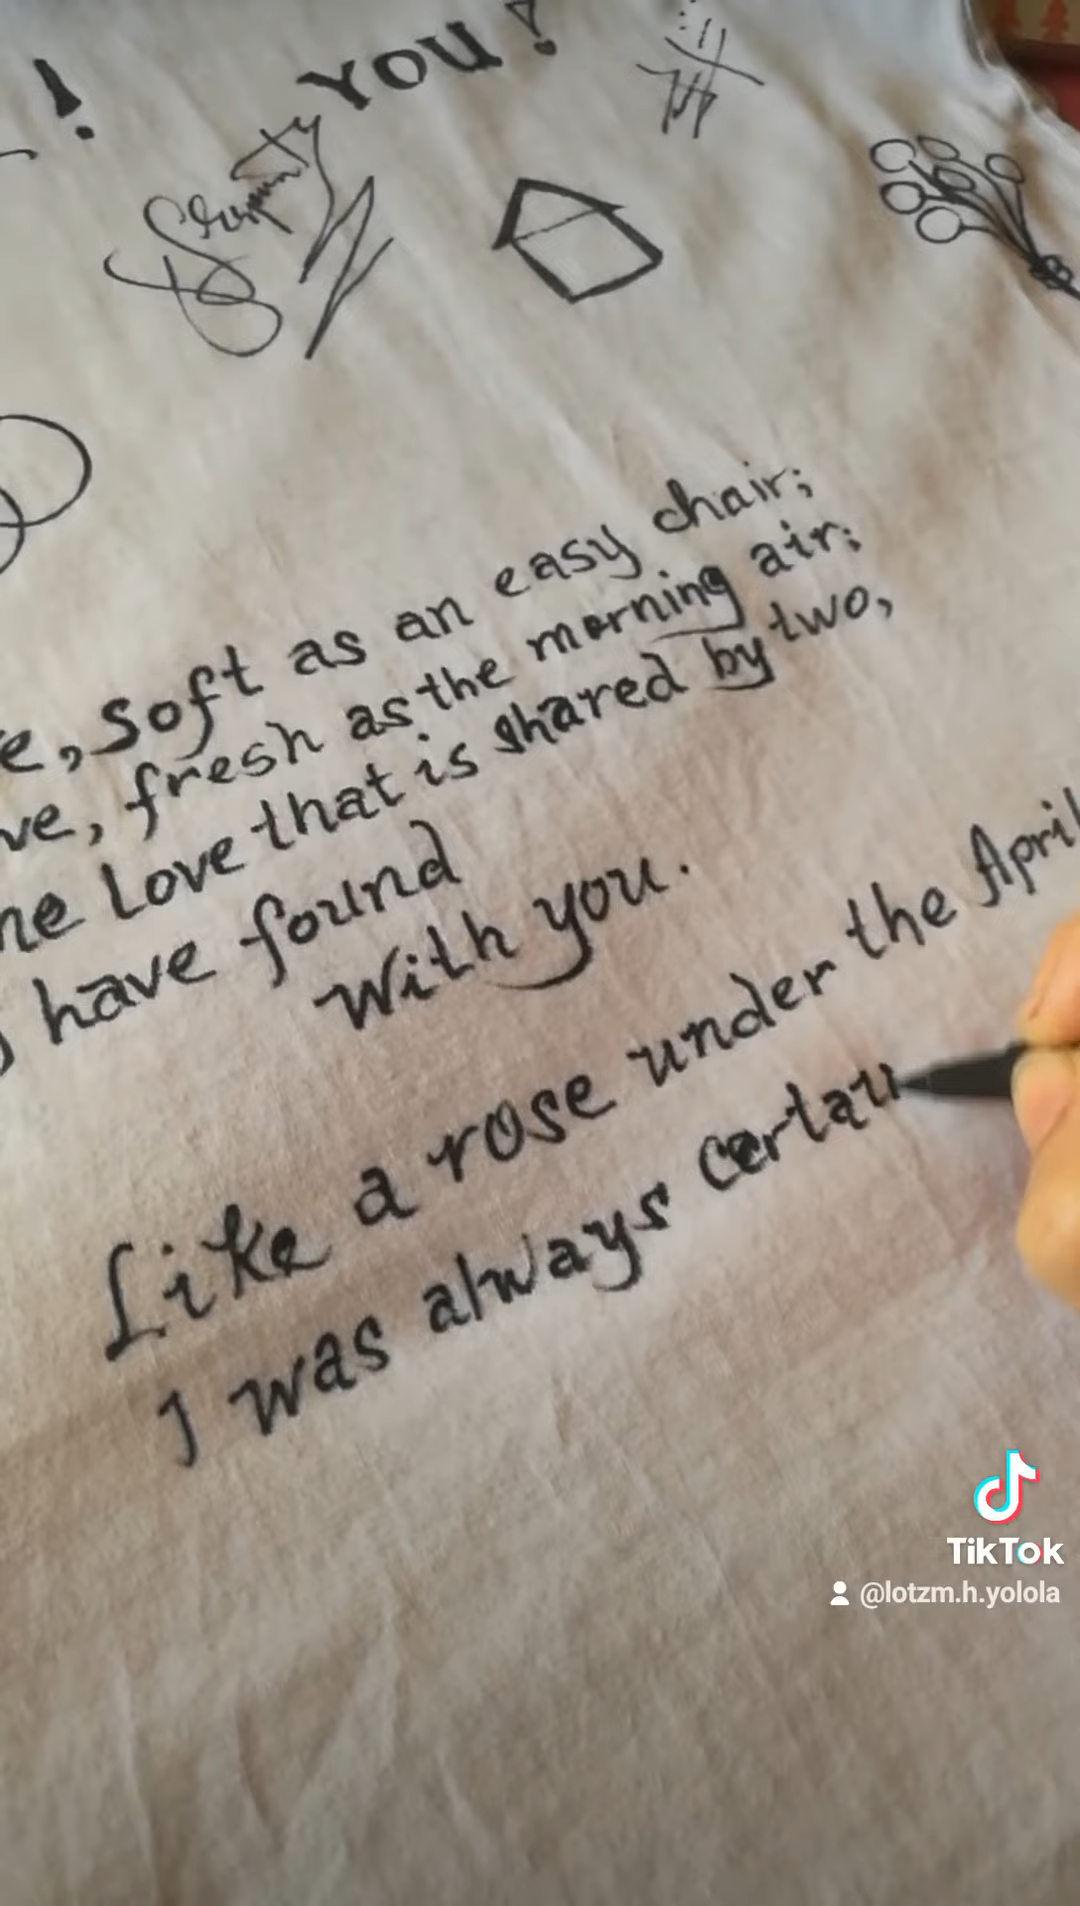 ! YOU!
e, soft as an easy chair;
ve, fresh as the morning air;
ne Love that is shared by two,
have found
With you.
Like a rose under the April
I was always certain
TikTok
@lotzm.h.yolola